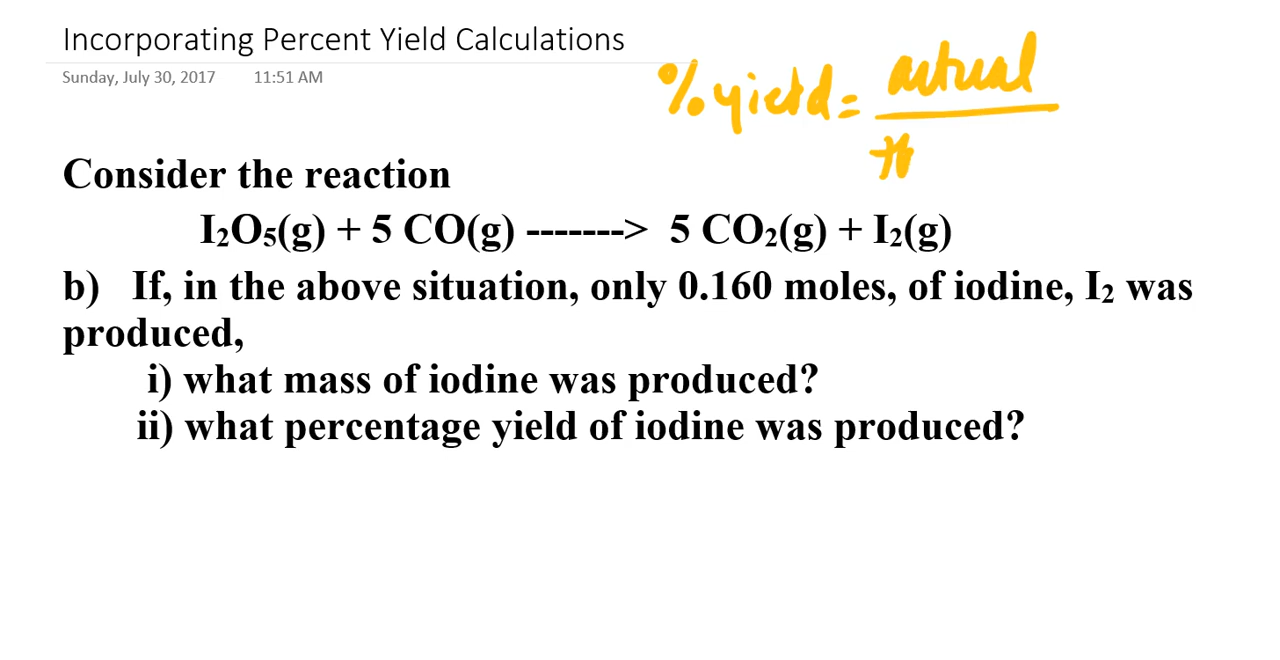 Incorporating Percent Yield Calculations
Sunday, July 30, 2017 11:51 AM
% yield = actual
th
Consider the reaction
I₂O₅(g) + 5 CO(g) -------> 5 CO₂(g) + I₂(g)
b) If, in the above situation, only 0.160 moles, of iodine, I₂ was
produced,
i) what mass of iodine was produced?
ii) what percentage yield of iodine was produced?